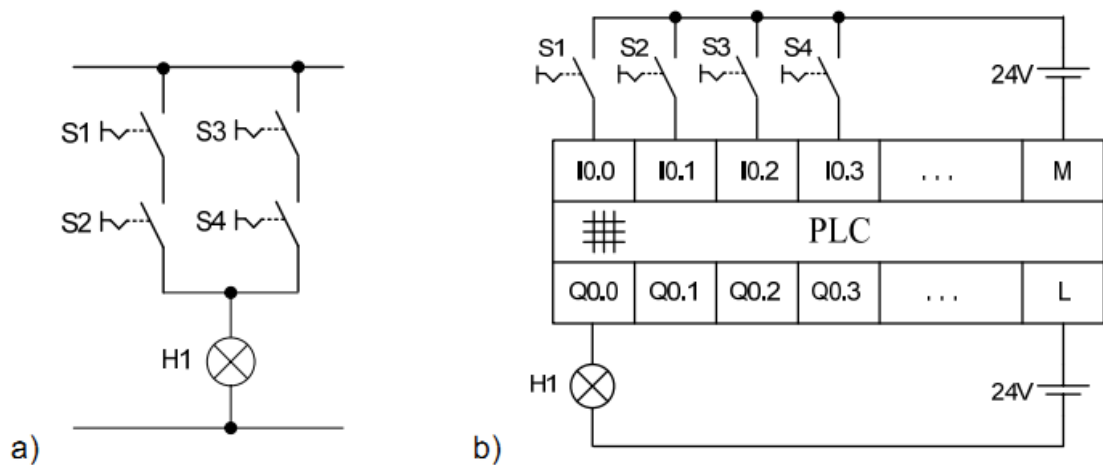 S1
S3
S2
S4
H1
a)
S1
S2
S3
S4
24V
I0.0 I0.1 I0.2 I0.3 ... M
PLC
Q0.0 Q0.1 Q0.2 Q0.3 ... L
H1
24V
b)